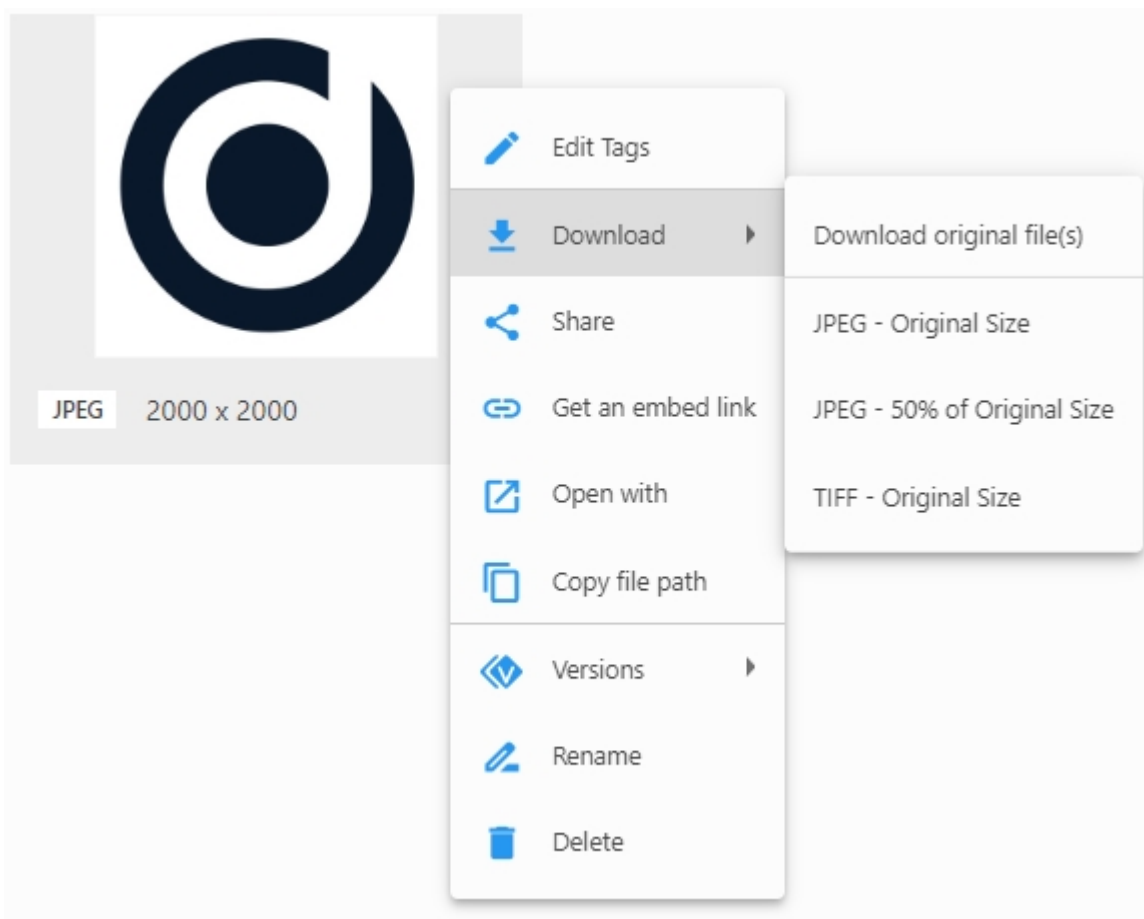 JPEG 2000 x 2000
Edit Tags
Download
Share
Get an embed link
Open with
Copy file path
Versions
Rename
Delete
Download original file(s)
JPEG - Original Size
JPEG - 50% of Original Size
TIFF - Original Size